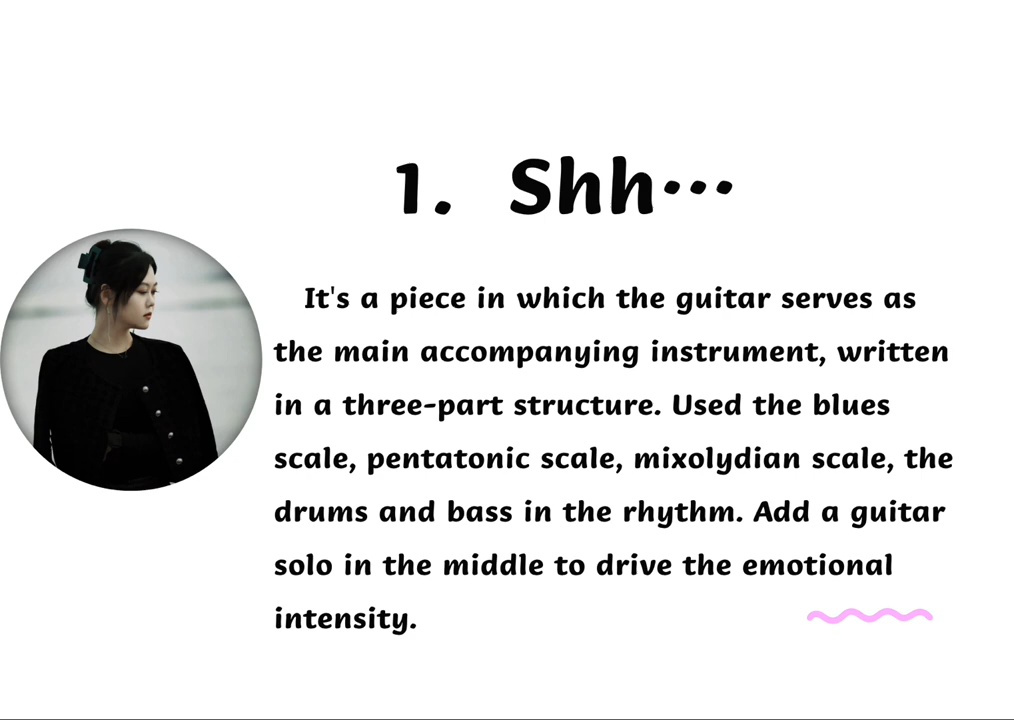 1. Shh···
It's a piece in which the guitar serves as
the main accompanying instrument, written
in a three-part structure. Used the blues
scale, pentatonic scale, mixolydian scale, the
drums and bass in the rhythm. Add a guitar
solo in the middle to drive the emotional
intensity.